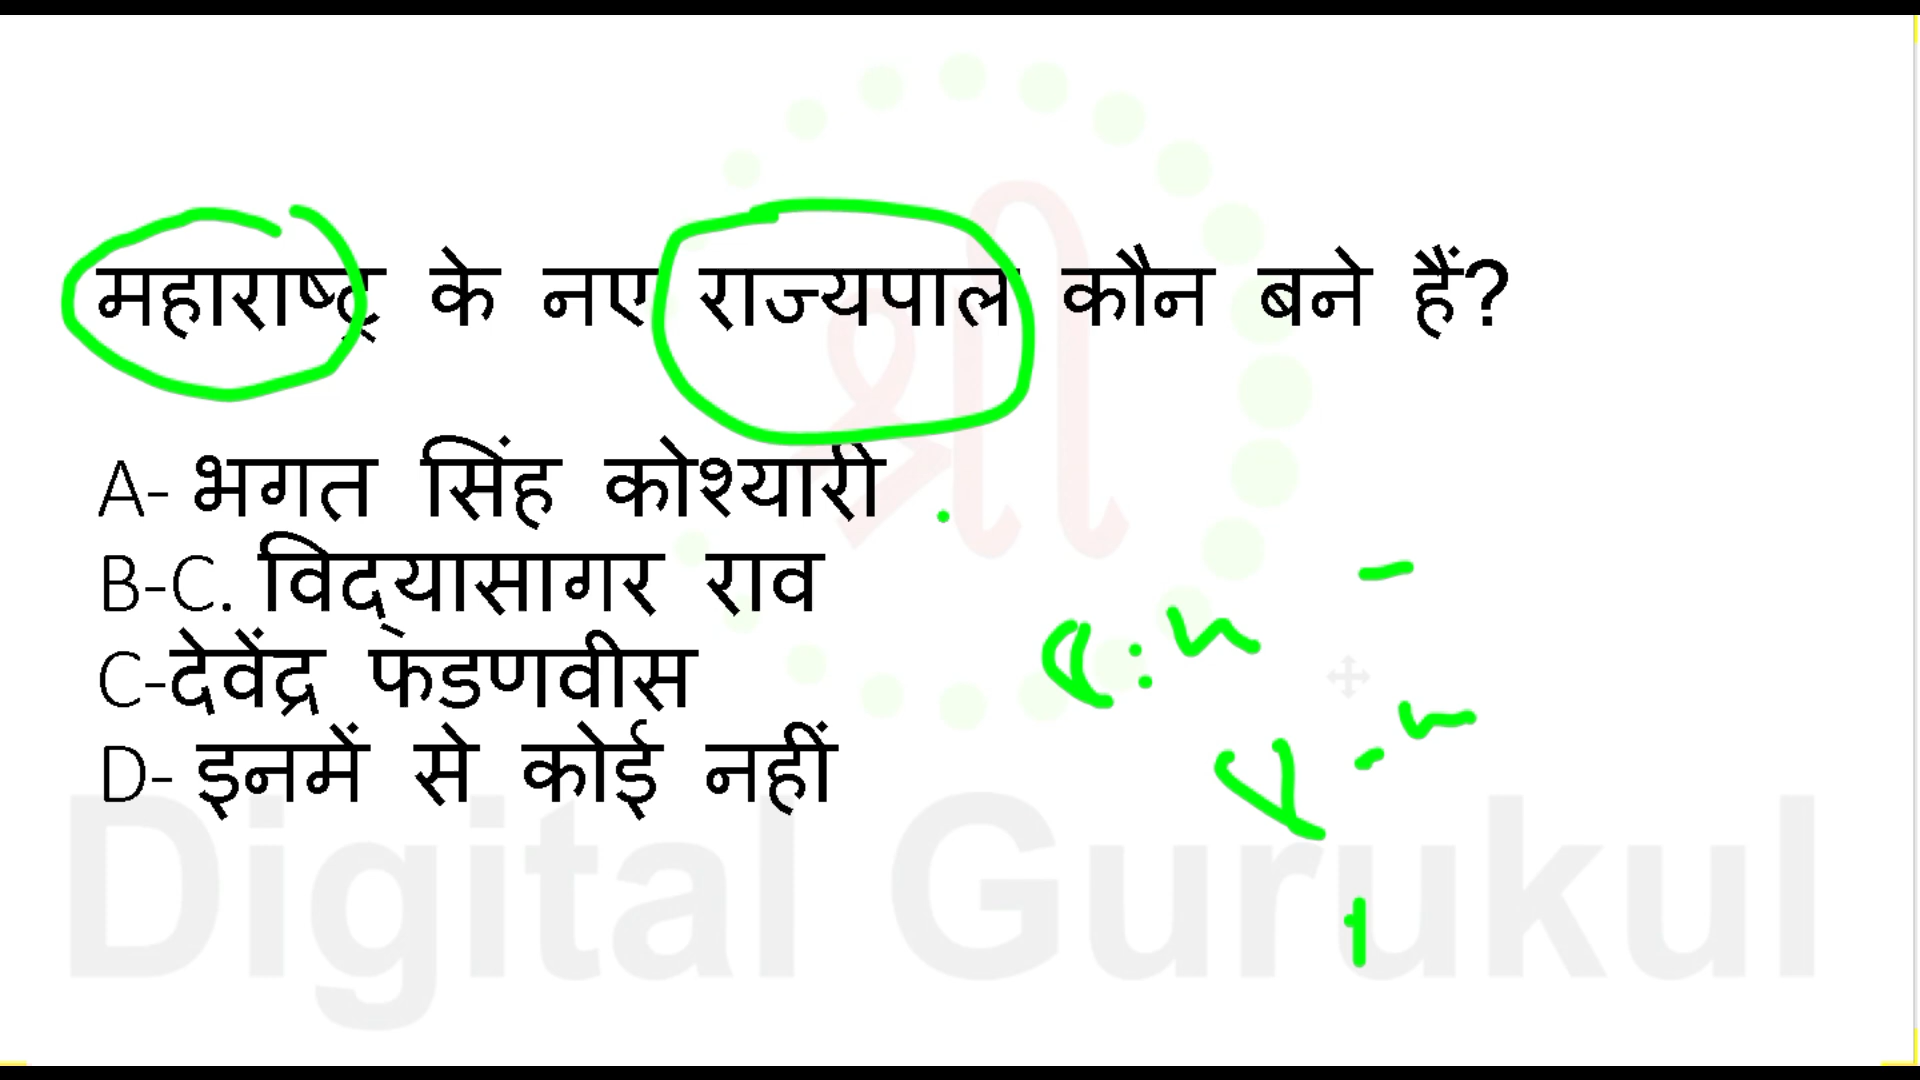 महाराष्ट्र के नए राज्यपाल कौन बने हैं?
A- भगत सिंह कोश्यारी
B-C. विद्यासागर राव
C-देवेंद्र फडणवीस
D- इनमें से कोई नहीं
श्री
Digital Gurukul